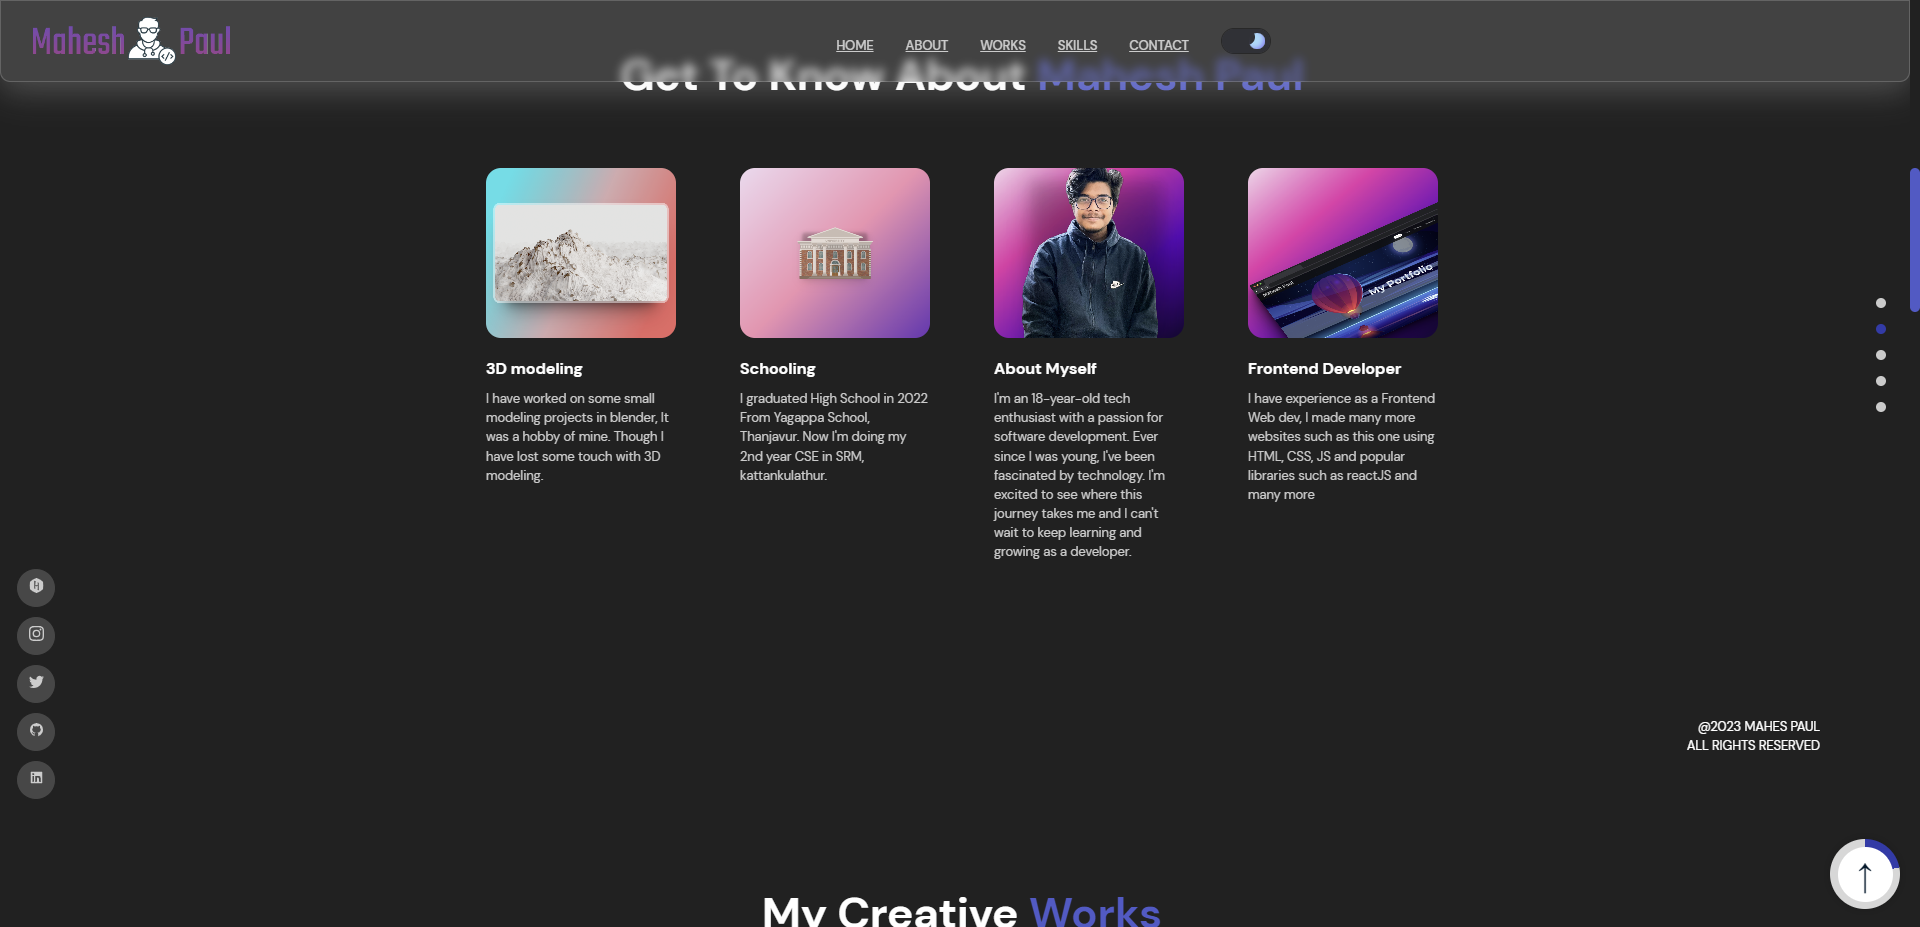 Mahesh Paul
HOME ABOUT WORKS SKILLS CONTACT
Get To Know About Mahesh Paul
My Portfolio
Mahesh Paul
3D modeling
I have worked on some small
modeling projects in blender, It
was a hobby of mine. Though I
have lost some touch with 3D
modeling.
Schooling
I graduated High School in 2022
From Yagappa School,
Thanjavur. Now I'm doing my
2nd year CSE in SRM,
kattankulathur.
About Myself
I'm an 18-year-old tech
enthusiast with a passion for
software development. Ever
since I was young, I've been
fascinated by technology. I'm
excited to see where this
journey takes me and I can't
wait to keep learning and
growing as a developer.
Frontend Developer
I have experience as a Frontend
Web dev, I made many more
websites such as this one using
HTML, CSS, JS and popular
libraries such as reactJS and
many more
@2023 MAHES PAUL
ALL RIGHTS RESERVED
My Creative Works